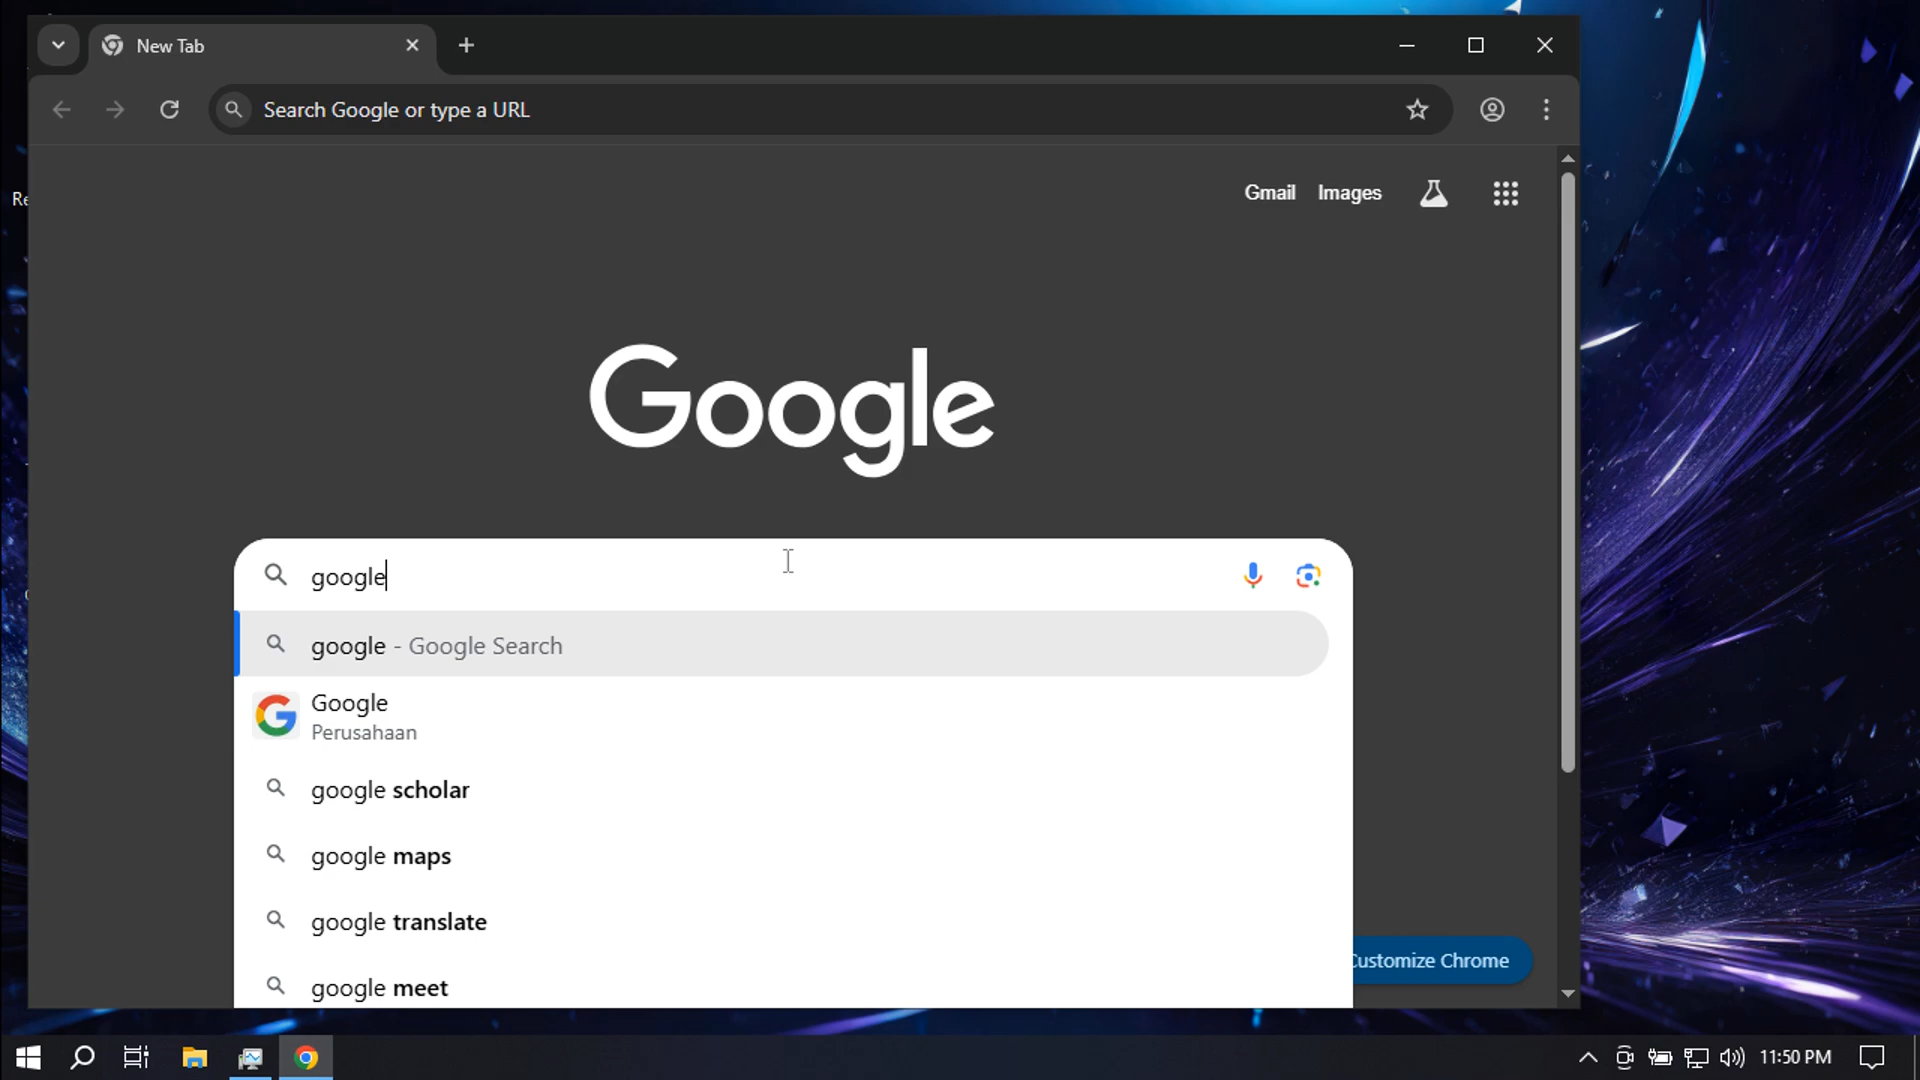 New Tab
Search Google or type a URL
Re
Gmail Images
Google
google
google - Google Search
Google
Perusahaan
google scholar
google maps
google translate
google meet
Customize Chrome
11:50 PM